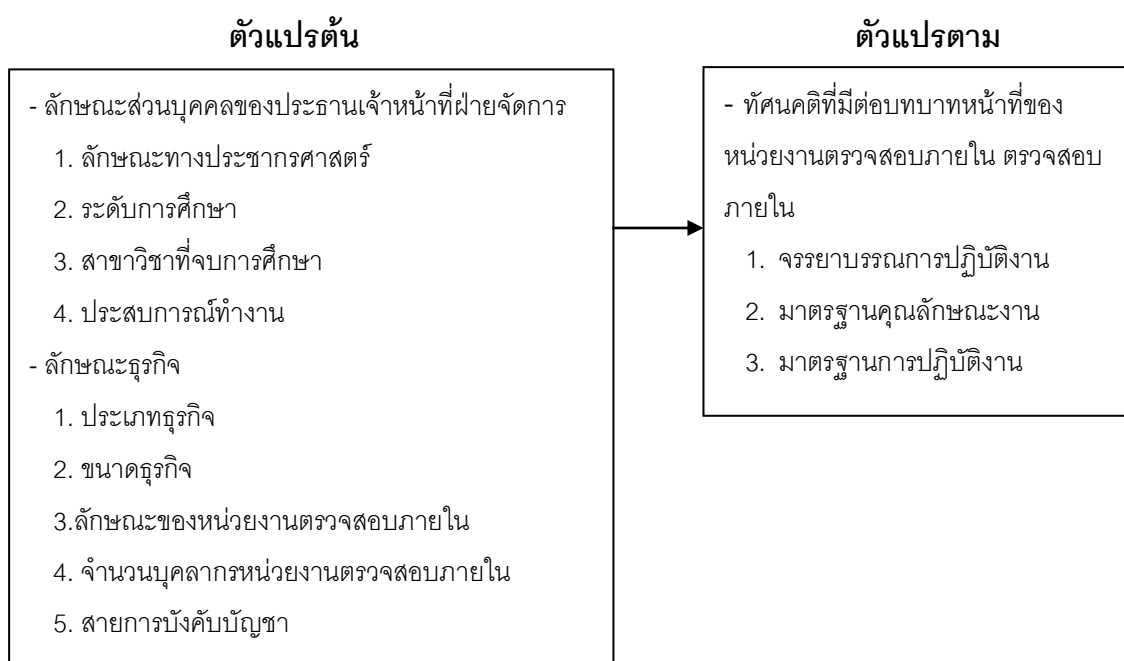 ตัวแปรต้น
- ลักษณะส่วนบุคคลของประธานเจ้าหน้าที่ฝ่ายจัดการ
1. ลักษณะทางประชากรศาสตร์
2. ระดับการศึกษา
3. สาขาวิชาที่จบการศึกษา
4. ประสบการณ์ทำงาน
- ลักษณะธุรกิจ
1. ประเภทธุรกิจ
2. ขนาดธุรกิจ
3.ลักษณะของหน่วยงานตรวจสอบภายใน
4. จำนวนบุคลากรหน่วยงานตรวจสอบภายใน
5. สายการบังคับบัญชา
ตัวแปรตาม
- ทัศนคติที่มีต่อบทบาทหน้าที่ของ
หน่วยงานตรวจสอบภายใน ตรวจสอบ
ภายใน
1. จรรยาบรรณการปฏิบัติงาน
2. มาตรฐานคุณลักษณะงาน
3. มาตรฐานการปฏิบัติงาน